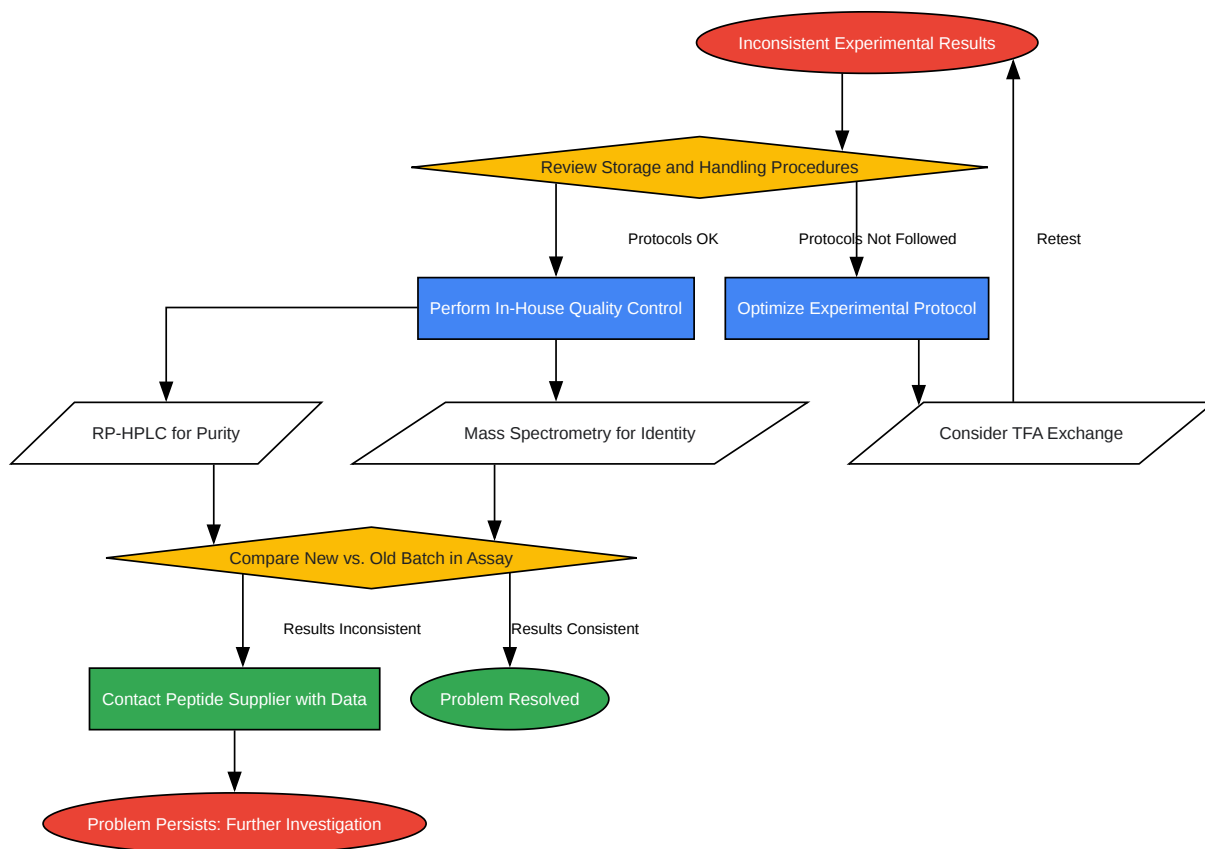 Inconsistent Experimental Results
Review Storage and Handling Procedures
Protocols OK
Protocols Not Followed
Retest
Perform In-House Quality Control
Optimize Experimental Protocol
RP-HPLC for Purity
Mass Spectrometry for Identity
Consider TFA Exchange
Compare New vs. Old Batch in Assay
Results Inconsistent
Results Consistent
Contact Peptide Supplier with Data
Problem Resolved
Problem Persists: Further Investigation